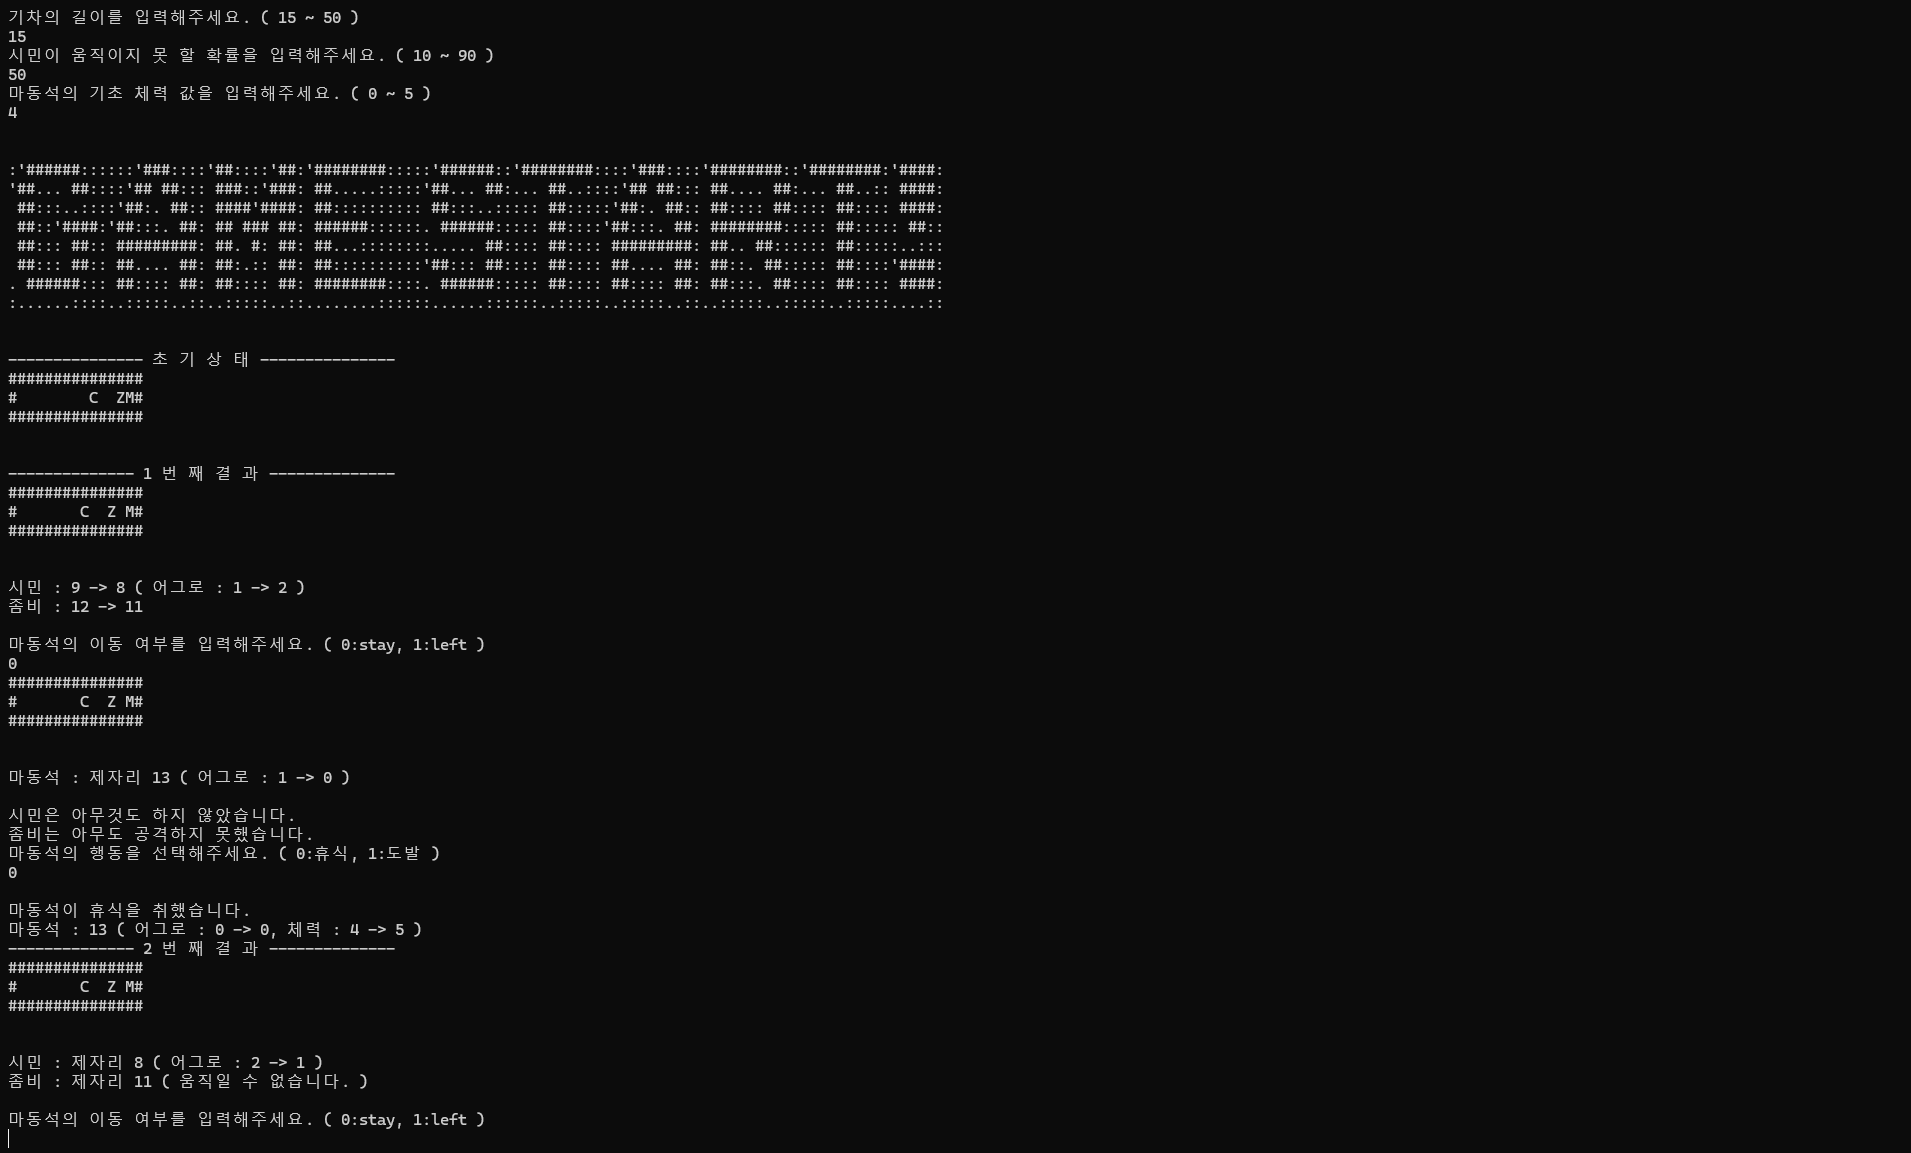 기차의 길이를 입력해주세요. ( 15 ~ 50 )
15
시민이 움직이지 못 할 확률을 입력해주세요. ( 10 ~ 90 )
50
마동석의 기초 체력 값을 입력해주세요. ( 0 ~ 5 )
4
:'######::::::'###::::'##::::'##:'########:::::'######::'########::::'###::::'########::'########:'####:
'##... ##::::'## ##::: ###::'###: ##.....:::::'##... ##:... ##..::::'## ##::: ##.... ##:... ##..:: ####:
 ##:::..::::'##:. ##:: ####'####: ##:::::::::: ##:::..::::: ##:::::'##:. ##:: ##:::: ##:::: ##:::: ####:
 ##::'####:'##:::. ##: ## ### ##: ######::::::. ######::::: ##::::'##:::. ##: ########::::: ##::::: ##::
 ##::: ##:: #########: ##. #: ##: ##...:::::::::..... ##:::: ##:::: #########: ##.. ##:::::: ##:::::..:::
 ##::: ##:: ##.... ##: ##:.:: ##: ##::::::::::'##::: ##:::: ##:::: ##.... ##: ##::. ##::::: ##::::'####:
. ######::: ##:::: ##: ##:::: ##: ########::::. ######::::: ##:::: ##:::: ##: ##:::. ##:::: ##:::: ####:
:......::::..:::::..::..:::::..::........::::::......:::::::..:::::..:::::..::..:::::..:::::..:::::....::
--------------- 초 기 상 태 ---------------
###############
#        C  ZM#
###############
-------------- 1 번 째 결 과 --------------
###############
#       C  Z M#
###############
시민 : 9 -> 8 ( 어그로 : 1 -> 2 )
좀비 : 12 -> 11
마동석의 이동 여부를 입력해주세요. ( 0:stay, 1:left )
0
###############
#       C  Z M#
###############
마동석 : 제자리 13 ( 어그로 : 1 -> 0 )
시민은 아무것도 하지 않았습니다.
좀비는 아무도 공격하지 못했습니다.
마동석의 행동을 선택해주세요. ( 0:휴식, 1:도발 )
0
마동석이 휴식을 취했습니다.
마동석 : 13 ( 어그로 : 0 -> 0, 체력 : 4 -> 5 )
-------------- 2 번 째 결 과 --------------
###############
#       C  Z M#
###############
시민 : 제자리 8 ( 어그로 : 2 -> 1 )
좀비 : 제자리 11 ( 움직일 수 없습니다. )
마동석의 이동 여부를 입력해주세요. ( 0:stay, 1:left )